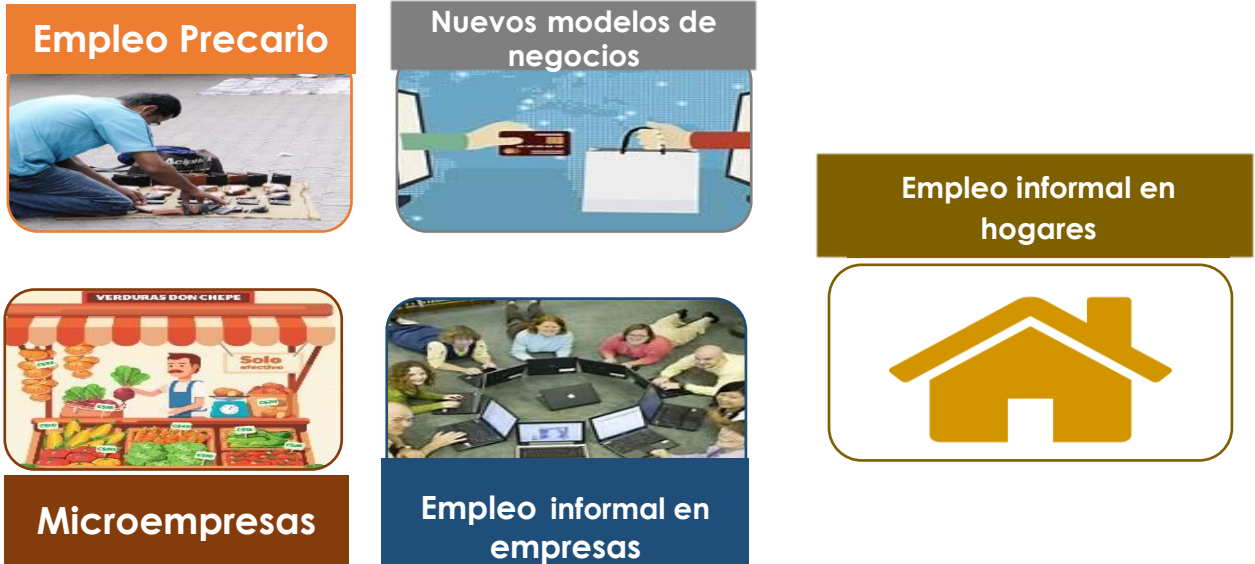 Empleo Precario
Nuevos modelos de
negocios
Empleo informal en
hogares
VERDURAS DON CHEPE
Solo
efectivo
Microempresas
Empleo informal en
empresas